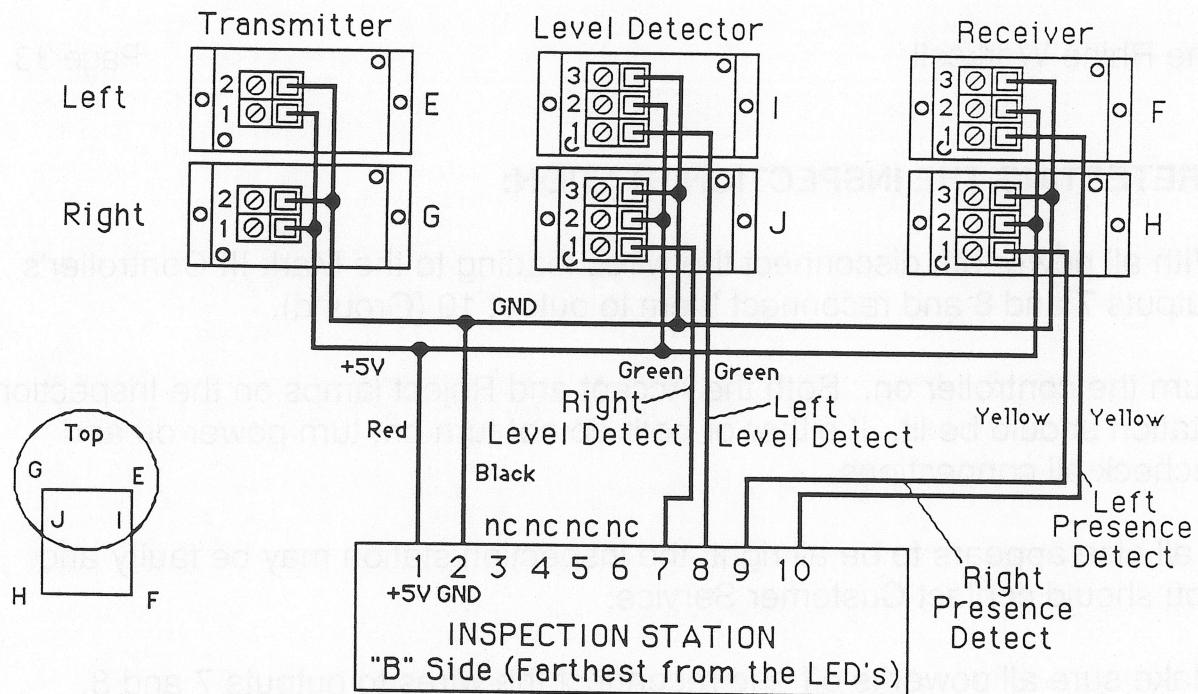 Transmitter
Level Detector
Receiver
Left
2
1
E
3
2
1
C
I
3
2
1
C
F
Right
2
1
G
3
2
1
C
J
3
2
1
C
H
GND
+5V
Green
Green
Red
Right
Level Detect
Left
Level Detect
Yellow
Yellow
Black
Top
G
E
J
I
H
F
nc nc nc nc
Left
Presence
Detect
1 2 3 4 5 6 7 8 9 10
+5V GND
Right
Presence
Detect
INSPECTION STATION
"B" Side (Farthest from the LED's)